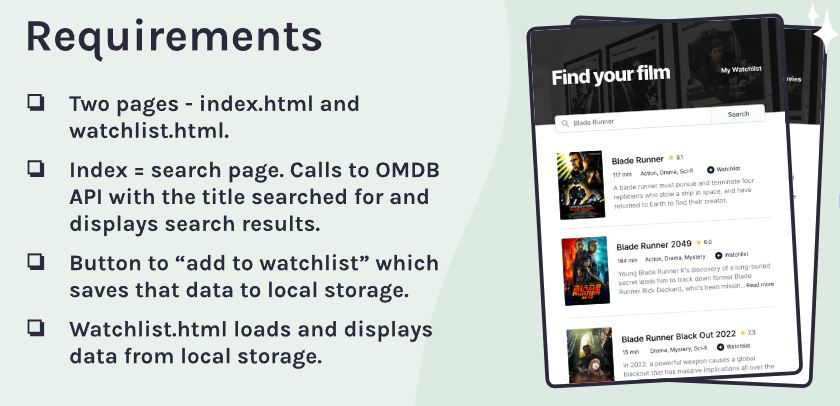 Requirements
Two pages - index.html and
watchlist.html.
Index = search page. Calls to OMDB
API with the title searched for and
displays search results.
Button to “add to watchlist” which
saves that data to local storage.
Watchlist.html loads and displays
data from local storage.
Find your film
My Watchlist
Blade Runner
Search
Blade Runner 8.1
117 min Action, Drama, Sci-fi Watchlist
A blade runner must pursue and terminate four
replicants who stole a ship in space, and have
returned to Earth to find their creator.
Blade Runner 2049 8.0
164 min Action, Drama, Mystery Watchlist
Young Blade Runner K's discovery of a long-buried
secret leads him to track down former Blade
Runner Rick Deckard, who's been missin... Read more
BLADE
RUNNER
Blade Runner Black Out 2022 7.3
15 min Drama, Mystery, Sci-fi Watchlist
In 2022, a powerful weapon causes a global
blackout that has massive implications all over the